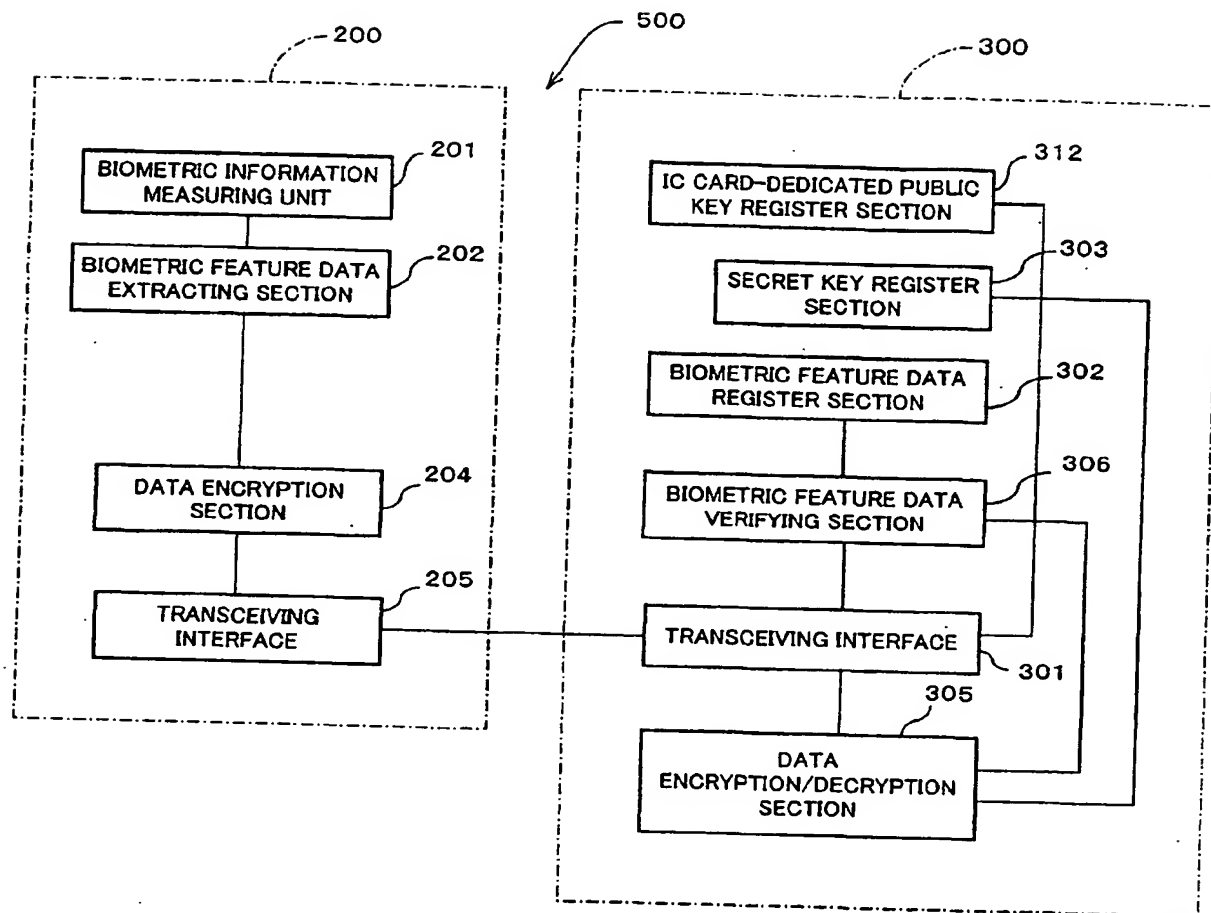 200
500
300
BIOMETRIC INFORMATION
MEASURING UNIT
201
BIOMETRIC FEATURE DATA
EXTRACTING SECTION
202
DATA ENCRYPTION
SECTION
204
TRANSCEIVING
INTERFACE
205
IC CARD-DEDICATED PUBLIC
KEY REGISTER SECTION
312
SECRET KEY REGISTER
SECTION
303
BIOMETRIC FEATURE DATA
REGISTER SECTION
302
BIOMETRIC FEATURE DATA
VERIFYING SECTION
306
TRANSCEIVING INTERFACE
301
DATA
ENCRYPTION/DECRYPTION
SECTION
305